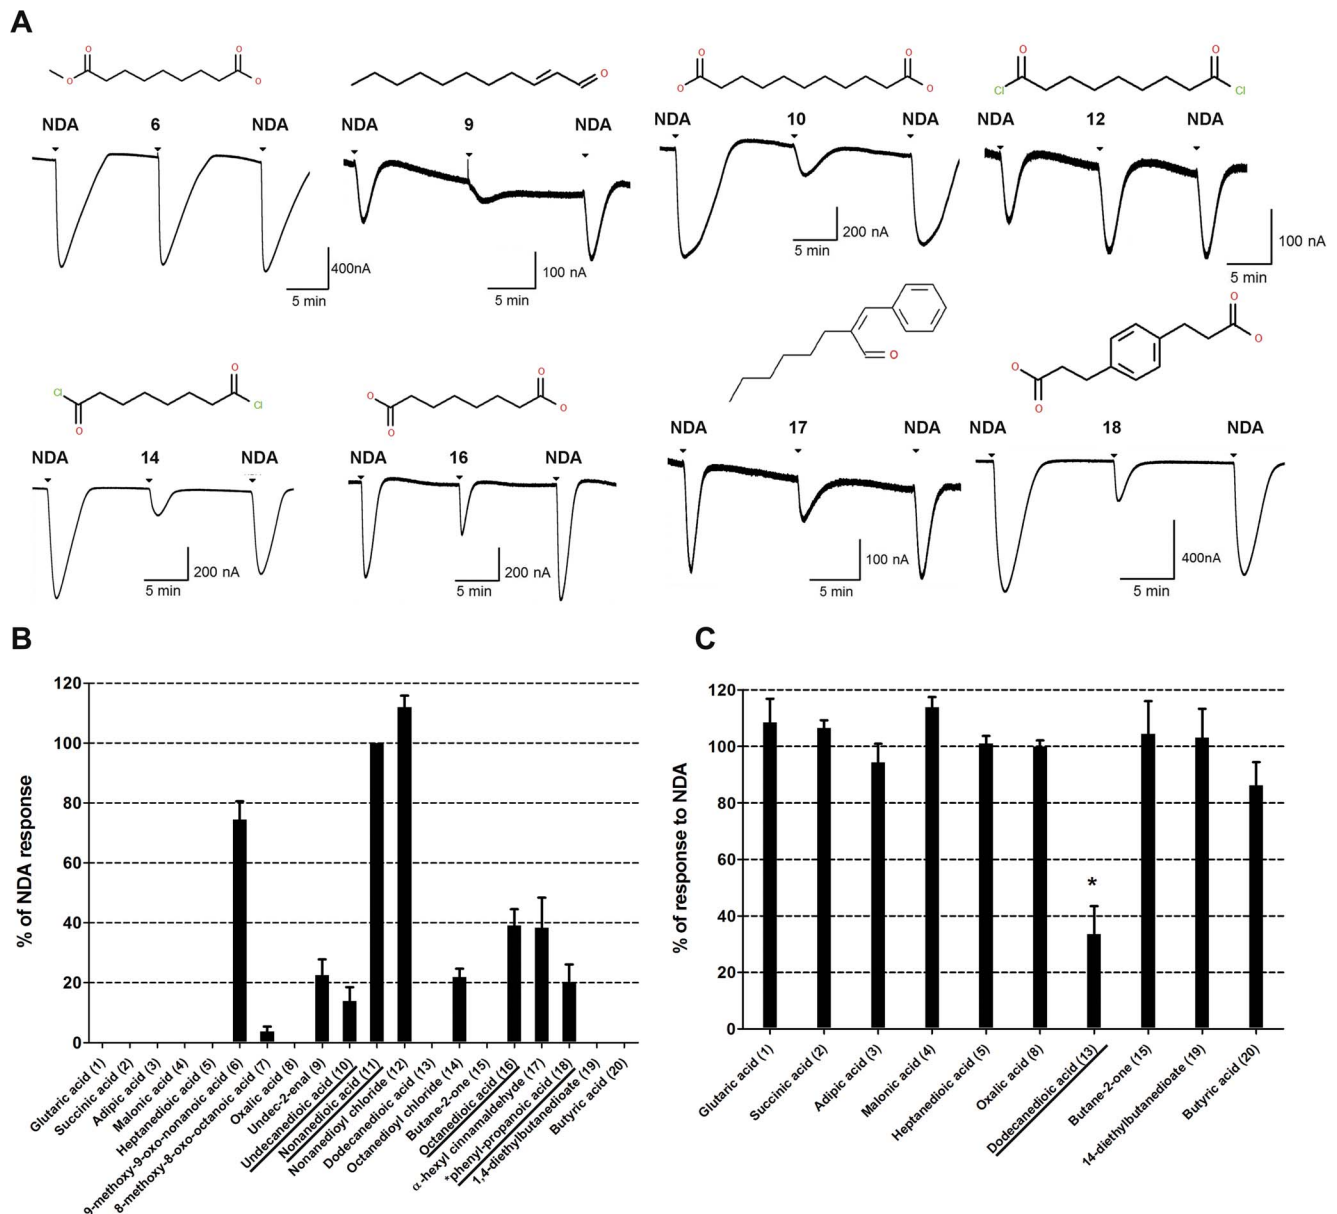 A
O
O
O
O
NDA
6
NDA
O
NDA
9
NDA
O
O
O
O
NDA
10
NDA
O
O
Cl
Cl
NDA
12
NDA
400nA
5 min
100 nA
5 min
200 nA
5 min
100 nA
5 min
O
Cl
Cl
O
NDA
14
NDA
O
O
O
O
NDA
16
NDA
O
NDA
17
NDA
O
O
O
O
NDA
18
NDA
200 nA
5 min
200 nA
5 min
100 nA
5 min
400nA
5 min
B
% of NDA response
120
100
80
60
40
20
0
Glutaric acid (1)
Succinic acid (2)
Adipic acid (3)
Malonic acid (4)
Heptanedioic acid (5)
9-methoxy-9-oxo-nonanoic acid (6)
8-methoxy-8-oxo-octanoic acid (7)
Oxalic acid (8)
Undec-2-enal (9)
Undecanedioic acid (10)
Nonanedioic acid (11)
Nonanedioyl chloride (12)
Dodecanedioic acid (13)
Octanedioyl chloride (14)
Butane-2-one (15)
Octanedioic acid (16)
α-hexyl cinnamaldehyde (17)
*phenyl-propanoic acid (18)
1,4-diethylbutanedioate (19)
Butyric acid (20)
C
% of response to NDA
120
100
80
60
40
20
0
*
Glutaric acid (1)
Succinic acid (2)
Adipic acid (3)
Malonic acid (4)
Heptanedioic acid (5)
Oxalic acid (8)
Dodecanedioic acid (13)
Butane-2-one (15)
14-diethylbutanedioate (19)
Butyric acid (20)